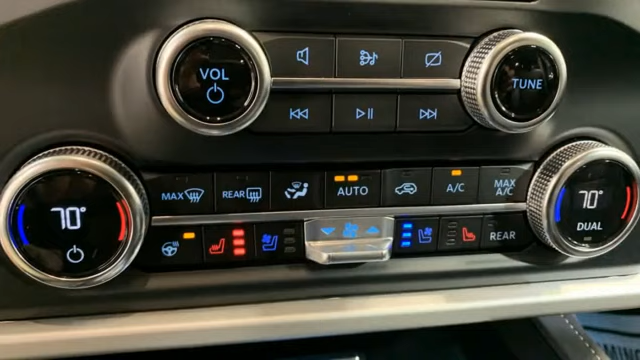 VOL
TUNE
MAX
REAR
AUTO
A/C
MAX
A/C
70°
70°
DUAL
REAR